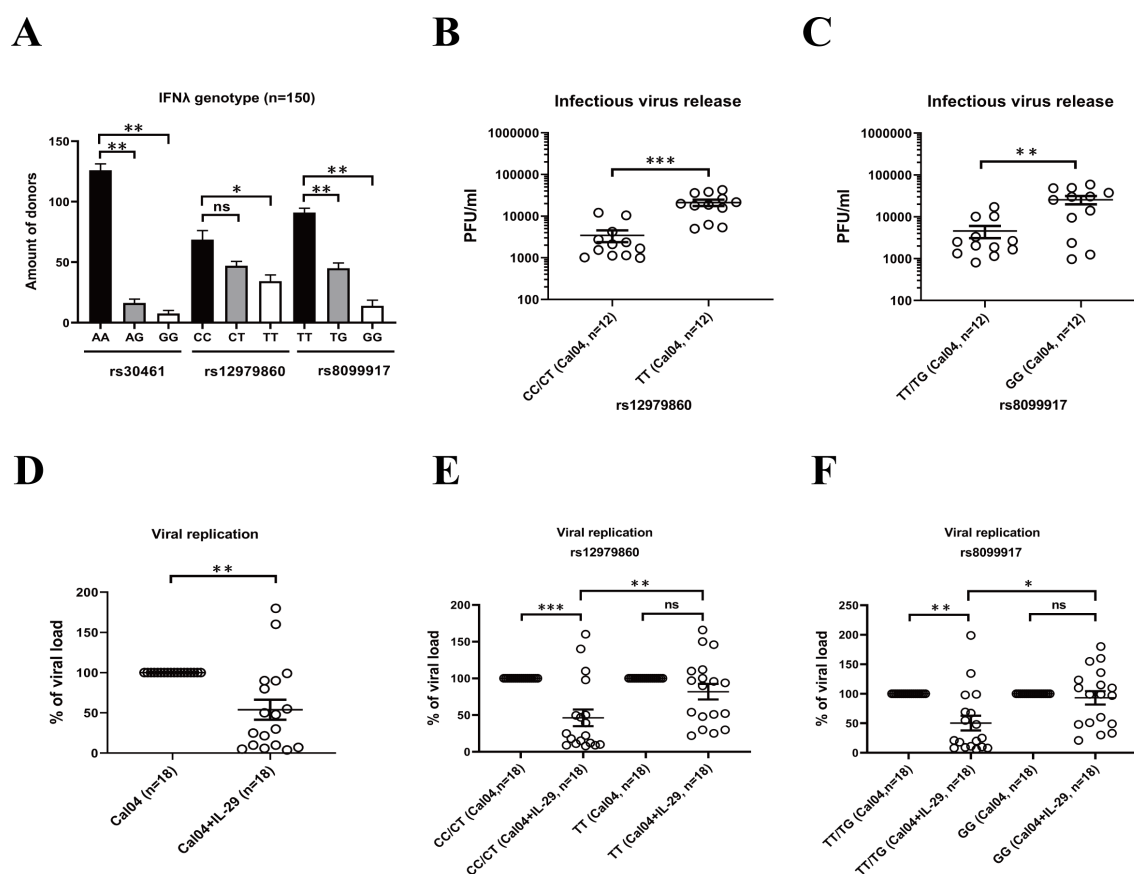 A
IFNλ genotype (n=150)
Amount of donors
150
100
50
0
**
**
ns
*
**
**
AA AG GG CC CT TT TT TG GG
rs30461 rs12979860 rs8099917
B
Infectious virus release
PFU/ml
1000000
100000
10000
1000
100
***
CC/CT (Cal04, n=12)
TT (Cal04, n=12)
rs12979860
C
Infectious virus release
PFU/ml
1000000
100000
10000
1000
100
**
TT/TG (Cal04, n=12)
GG (Cal04, n=12)
rs8099917
D
Viral replication
% of viral load
200
150
100
50
0
**
Cal04 (n=18)
Cal04+IL-29 (n=18)
E
Viral replication
rs12979860
% of viral load
200
150
100
50
0
***
**
ns
CC/CT (Cal04,n=18)
CC/CT (Cal04+IL-29, n=18)
TT (Cal04, n=18)
TT (Cal04+IL-29, n=18)
F
Viral replication
rs8099917
% of viral load
250
200
150
100
50
0
**
*
ns
TT/TG (Cal04,n=18)
TT/TG (Cal04+IL-29, n=18)
GG (Cal04, n=18)
GG (Cal04+IL-29, n=18)